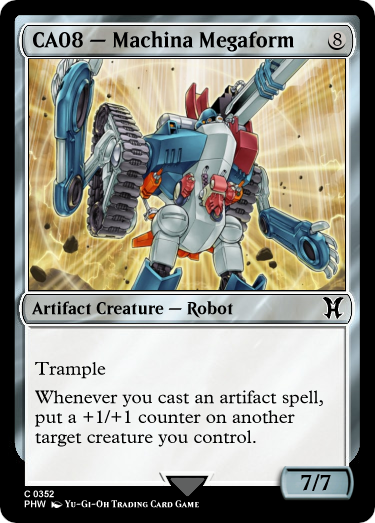 CA08 — Machina Megaform 8
Artifact Creature — Robot
Trample
Whenever you cast an artifact spell,
put a +1/+1 counter on another
target creature you control.
7/7
C 0352
PHW Yu-Gi-Oh Trading Card Game